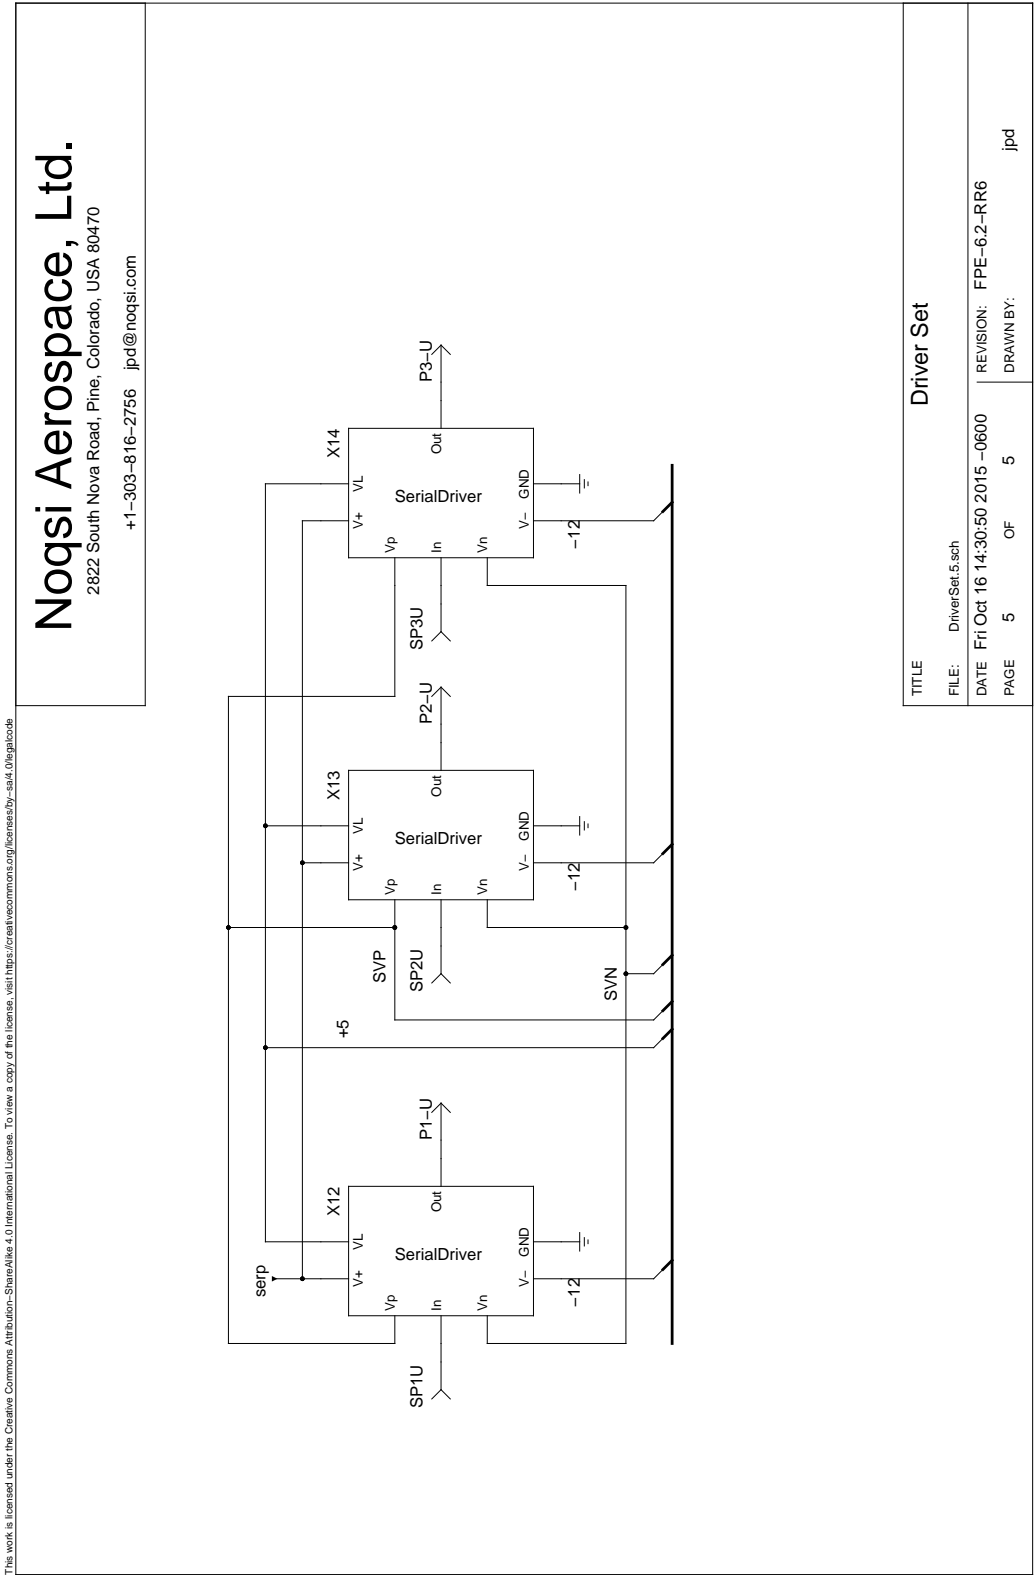 This work is licensed under the Creative Commons Attribution−ShareAlike 4.0 International License. To view a copy of the license, visit https://creativecommons.org/licenses/by−sa/4.0/legalcode
Noqsi Aerospace, Ltd.
2822 South Nova Road, Pine, Colorado, USA 80470
+1−303−816−2756 jpd@noqsi.com
serp
X12
V+
VL
Vp
In
Vn
SerialDriver
Out
V−
GND
SP1U
P1−U
−12
+5
SVP
SVN
X13
V+
VL
Vp
In
Vn
SerialDriver
Out
V−
GND
SP2U
P2−U
−12
X14
V+
VL
Vp
In
Vn
SerialDriver
Out
V−
GND
SP3U
P3−U
−12
TITLE
Driver Set
FILE: DriverSet.5.sch
DATE Fri Oct 16 14:30:50 2015 −0600
REVISION: FPE−6.2−RR6
PAGE 5 OF 5
DRAWN BY: jpd